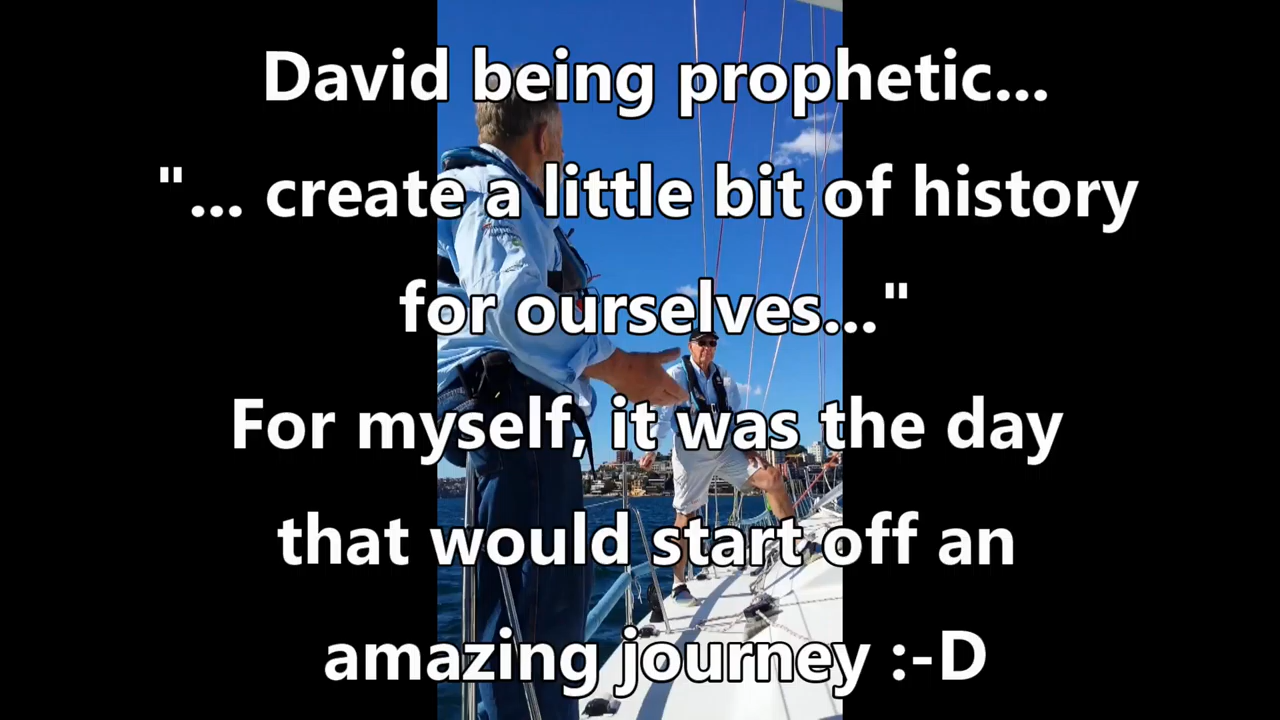 David being prophetic...
"... create a little bit of history
for ourselves..."
For myself, it was the day
that would start off an
amazing journey :-D